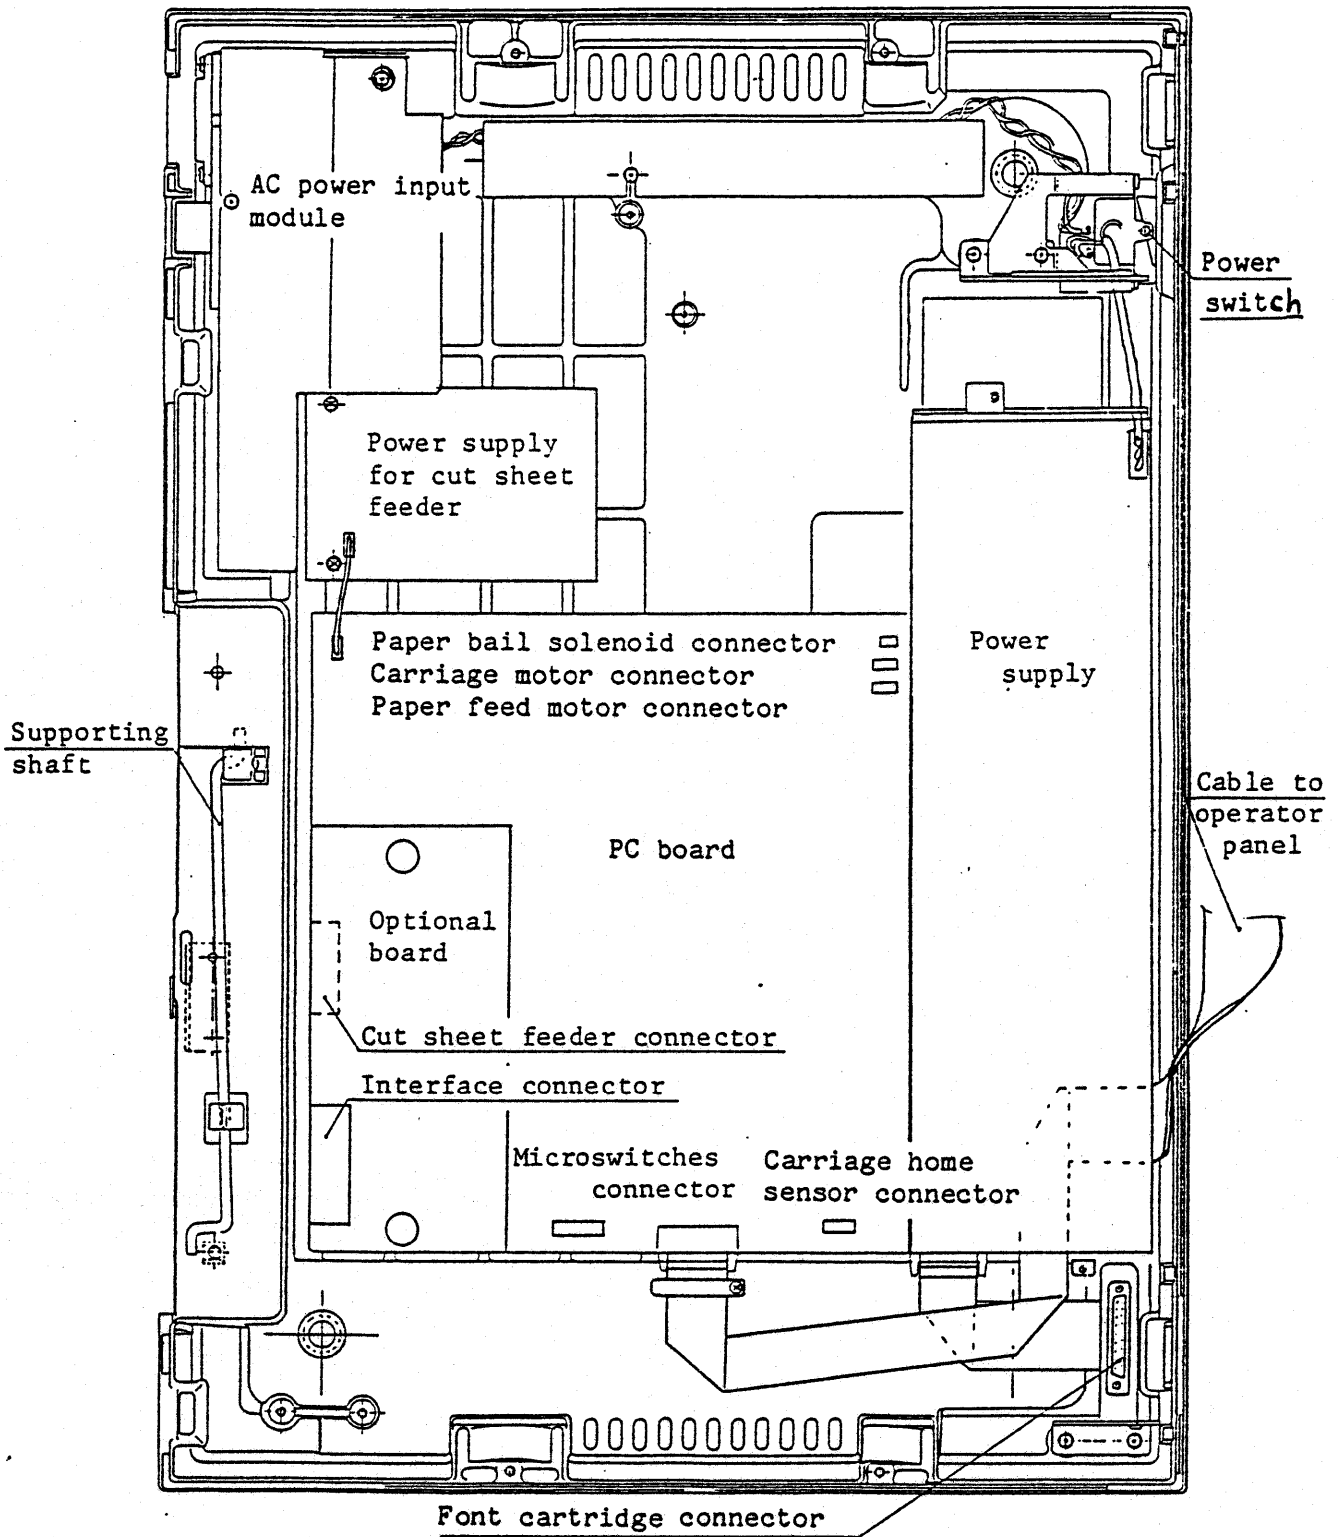 AC power input
module
Power
switch
Power supply
for cut sheet
feeder
Paper bail solenoid connector
Carriage motor connector
Paper feed motor connector
Power
supply
Supporting
shaft
Cable to
operator
panel
PC board
Optional
board
Cut sheet feeder connector
Interface connector
Microswitches
connector
Carriage home
sensor connector
Font cartridge connector